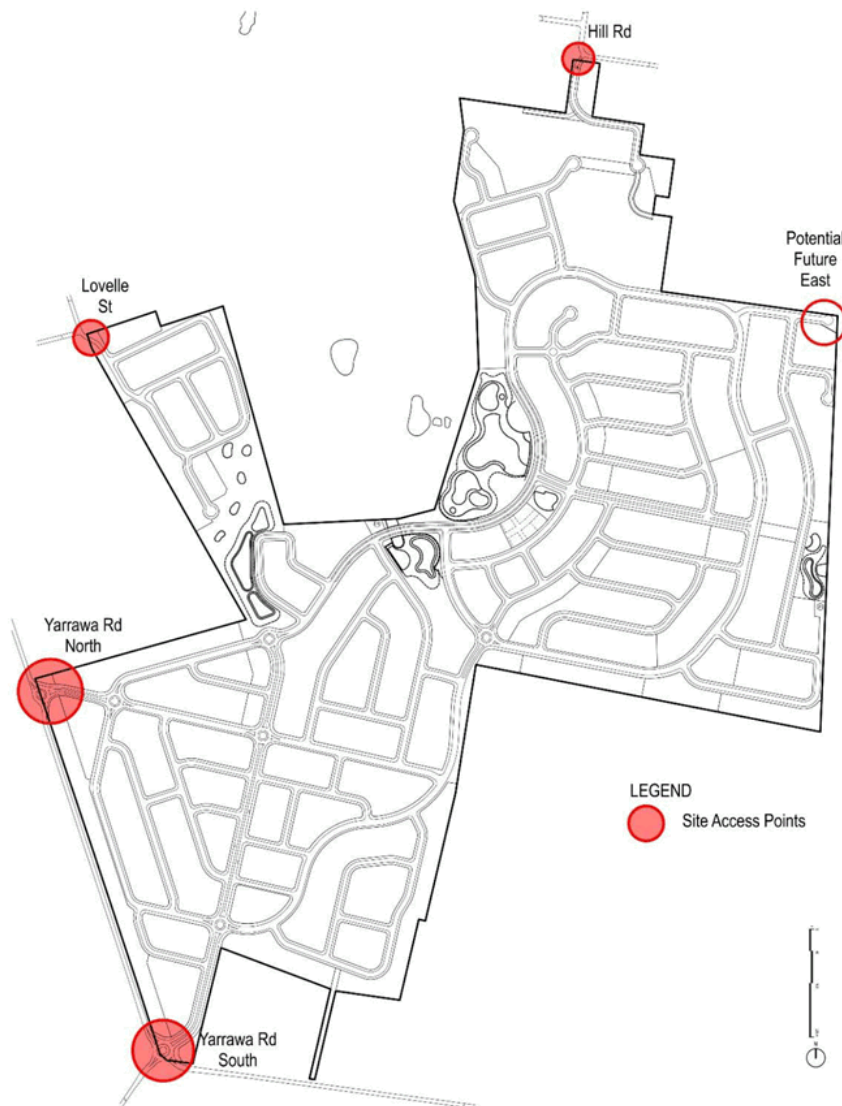 Hill Rd
Potential
Future
East
Lovelle
St
Yarrawa Rd
North
LEGEND
Site Access Points
Yarrawa Rd
South